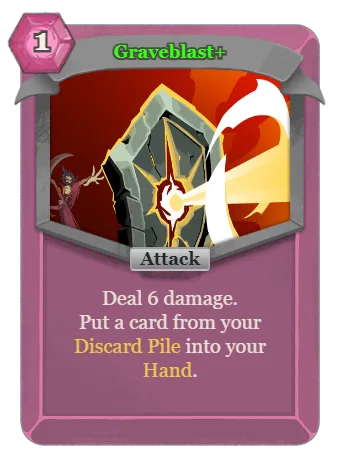 1
Graveblast+
Attack
Deal 6 damage.
Put a card from your
Discard Pile into your
Hand.